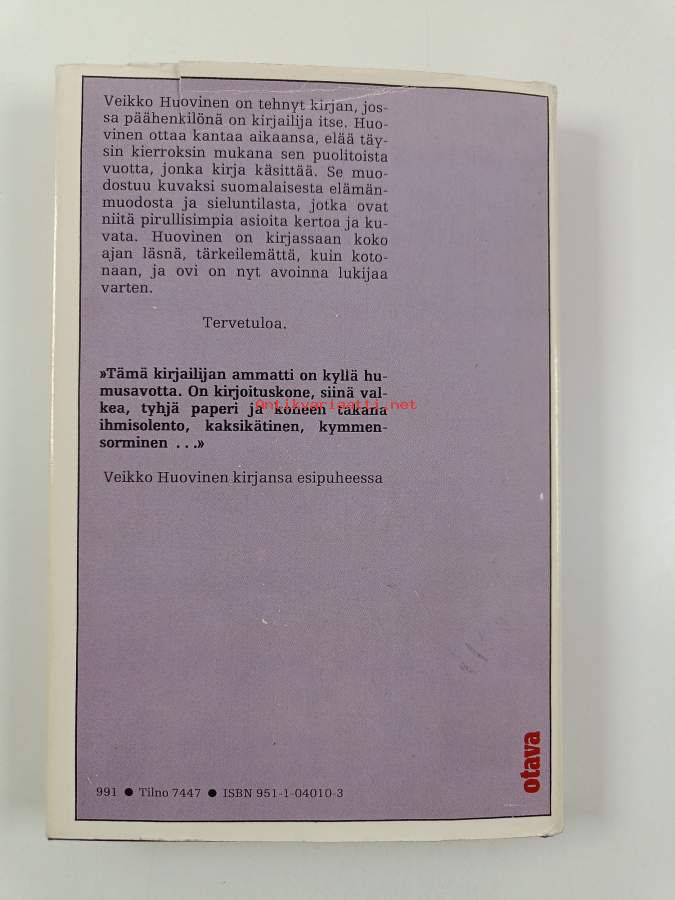 Veikko Huovinen on tehnyt kirjan, jos-
sa päähenkilönä on kirjailija itse. Huo-
vinen ottaa kantaa aikaansa, elää täy-
sin kierroksin mukana sen puolitoista
vuotta, jonka kirja käsittää. Se muo-
dostuu kuvaksi suomalaisesta elämän-
muodosta ja sieluntilasta, jotka ovat
niitä pirullisimpia asioita kertoa ja ku-
vata. Huovinen on kirjassaan koko
ajan läsnä, tärkeilemättä, kuin koto-
naan, ja ovi on nyt avoinna lukijaa
varten.
Tervetuloa.
»Tämä kirjailijan ammatti on kyllä hu-
musavotta. On kirjoituskone, siinä val-
kea, tyhjä paperi ja koneen takana
ihmisolento, kaksikätinen, kymmen-
sorminen ...»
Antikvariaatti.net
Veikko Huovinen kirjansa esipuheessa
otava
991 ● Tilno 7447 ● ISBN 951-1-04010-3